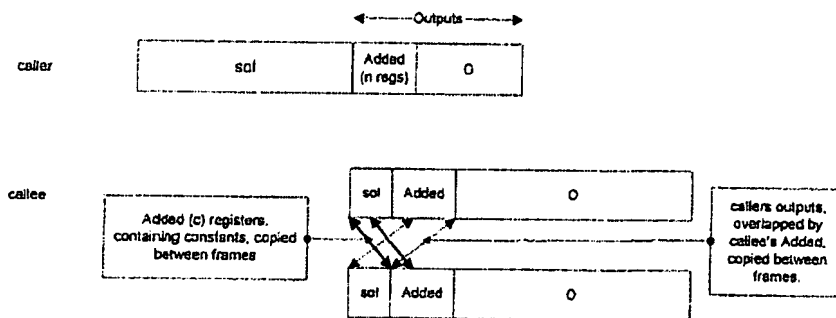 Outputs
caller
sol
Added
(n regs)
O
callee
sol
Added
O
Added (c) registers,
containing constants, copied
between frames
callers outputs,
overlapped by
callee's Added,
copied between
frames.
sol
Added
O